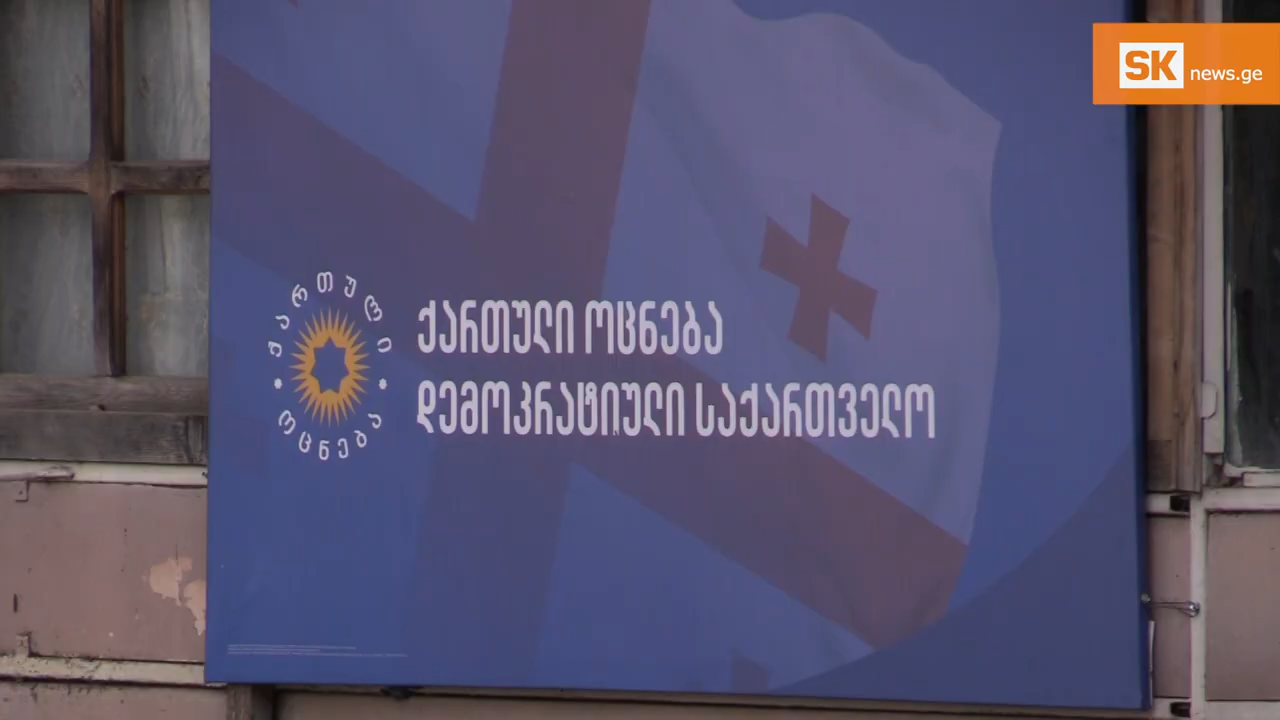 SK news.ge
ქართული
ოცნება
ქართული ოცნება
დემოკრატიული საქართველო